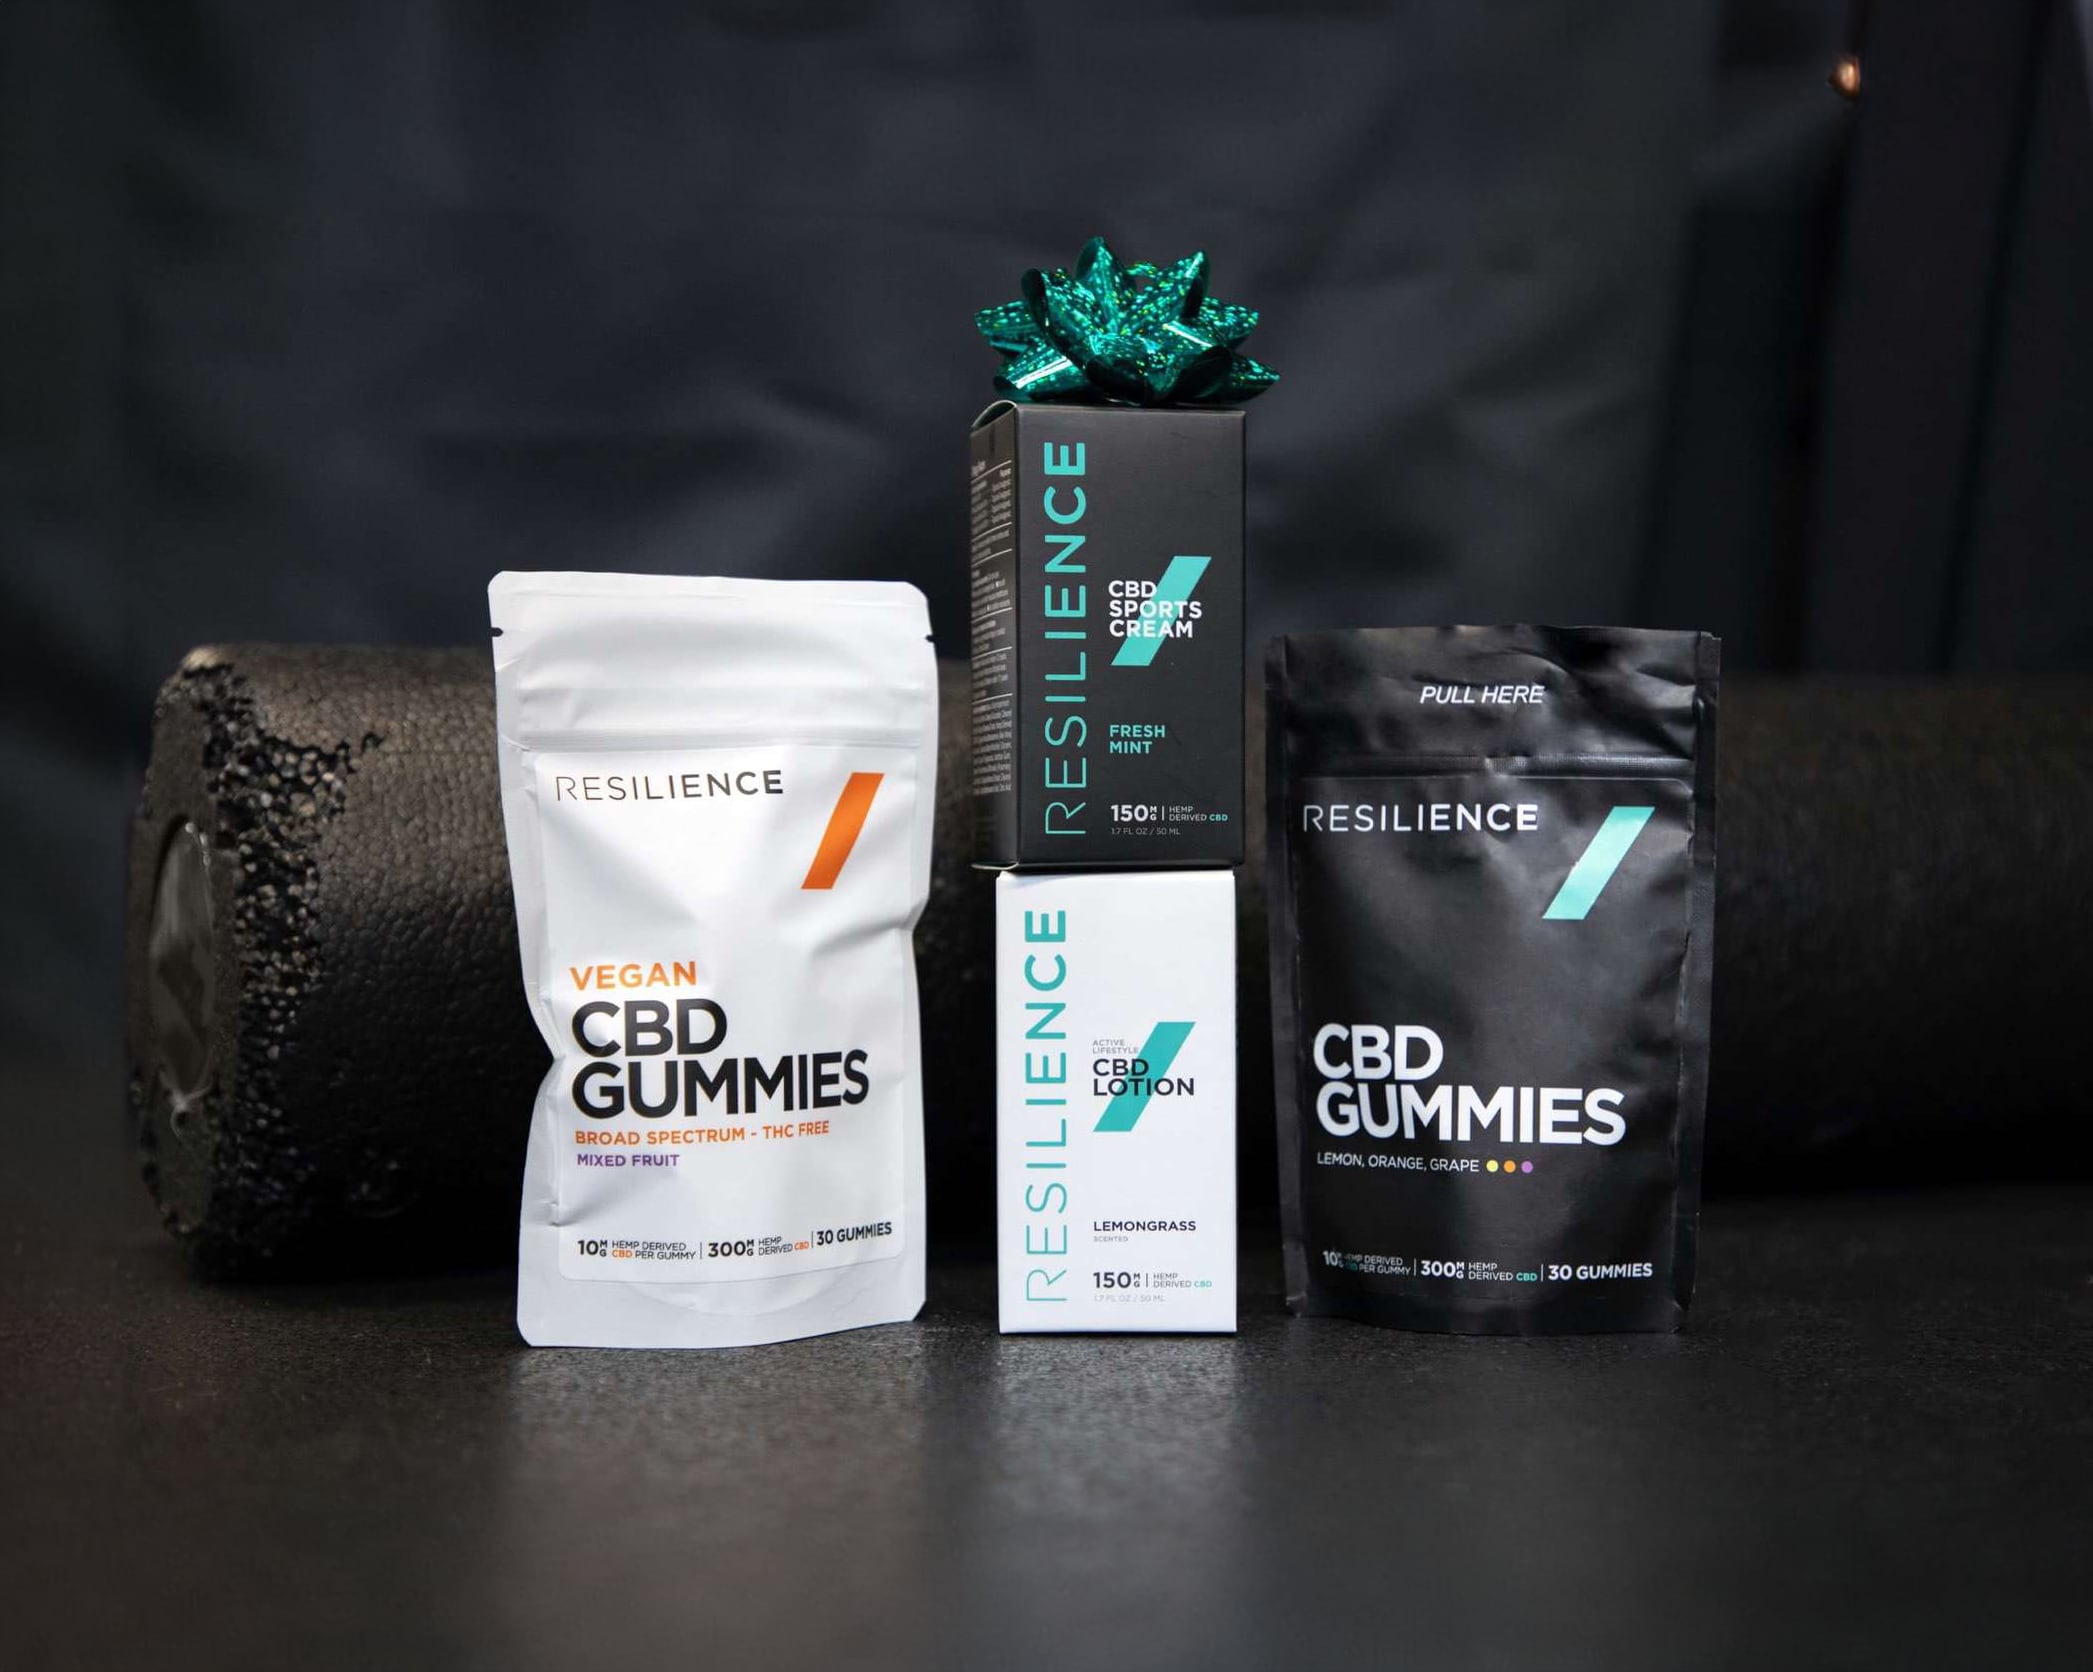 RESILIENCE
VEGAN
CBD
GUMMIES
BROAD SPECTRUM - THC FREE
MIXED FRUIT
10MG HEMP DERIVED CBD PER GUMMY | 300MG HEMP DERIVED CBD | 30 GUMMIES
RESILIENCE
CBD
SPORTS
CREAM
FRESH
MINT
150MG | HEMP DERIVED CBD
1.7 FL OZ / 50 ML
RESILIENCE
ACTIVE
LIFESTYLE
CBD
LOTION
LEMONGRASS
SCENTED
150MG | HEMP DERIVED CBD
1.7 FL OZ / 50 ML
PULL HERE
RESILIENCE
CBD
GUMMIES
LEMON, ORANGE, GRAPE
10MG HEMP DERIVED CBD PER GUMMY | 300MG HEMP DERIVED CBD | 30 GUMMIES